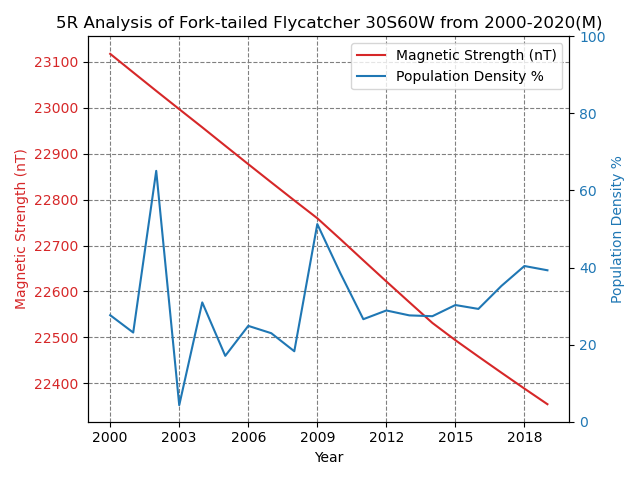 5R Analysis of Fork-tailed Flycatcher 30S60W from 2000-2020(M)
Magnetic Strength (nT)
Population Density %
23100
23000
22900
22800
22700
22600
22500
22400
Magnetic Strength (nT)
100
80
60
40
20
0
Population Density %
2000 2003 2006 2009 2012 2015 2018
Year